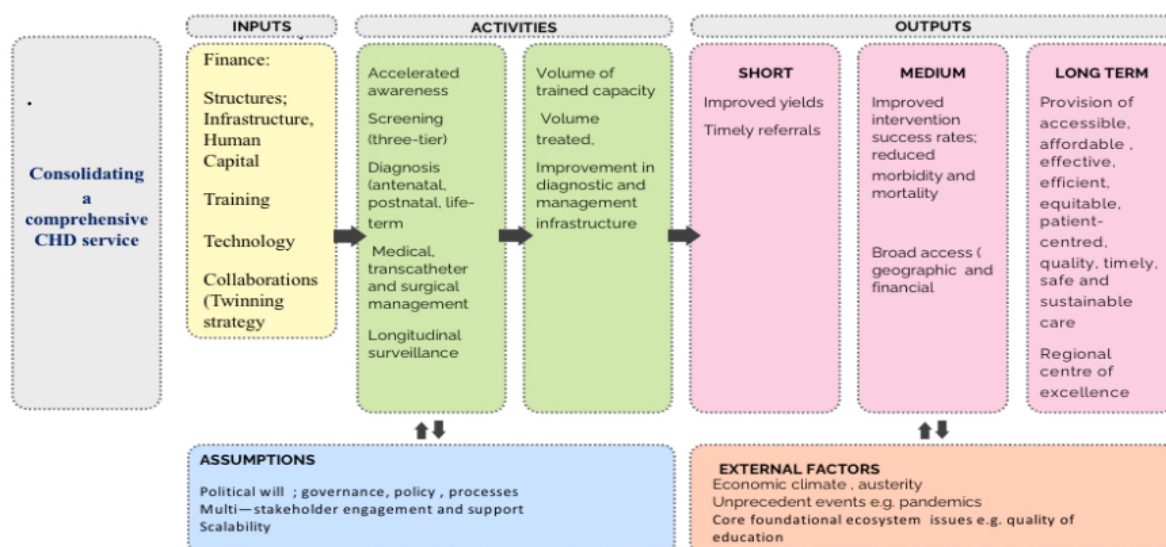 INPUTS
ACTIVITIES
OUTPUTS
.
Consolidating
a
comprehensive
CHD service
Finance:
Structures;
Infrastructure,
Human
Capital
Training
Technology
Collaborations
(Twinning
strategy
Accelerated
awareness
Screening
(three-tier)
Diagnosis
(antenatal,
postnatal, life-
term
Medical,
transcatheter
and surgical
management
Longitudinal
surveillance
Volume of
trained capacity
Volume
treated,
Improvement in
diagnostic and
management
infrastructure
SHORT
Improved yields
Timely referrals
MEDIUM
Improved
intervention
success rates;
reduced
morbidity and
mortality
Broad access (
geographic and
financial
LONG TERM
Provision of
accessible,
affordable ,
effective,
efficient,
equitable,
patient-
centred,
quality, timely,
safe and
sustainable
care
Regional
centre of
excellence
ASSUMPTIONS
Political will ; governance, policy , processes
Multi—stakeholder engagement and support
Scalability
EXTERNAL FACTORS
Economic climate , austerity
Unprecedent events e.g. pandemics
Core foundational ecosystem issues e.g. quality of
education